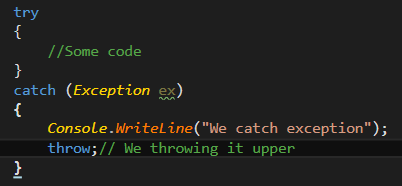 try
{
    //Some code
}
catch (Exception ex)
{
    Console.WriteLine("We catch exception");
    throw;// We throwing it upper
}